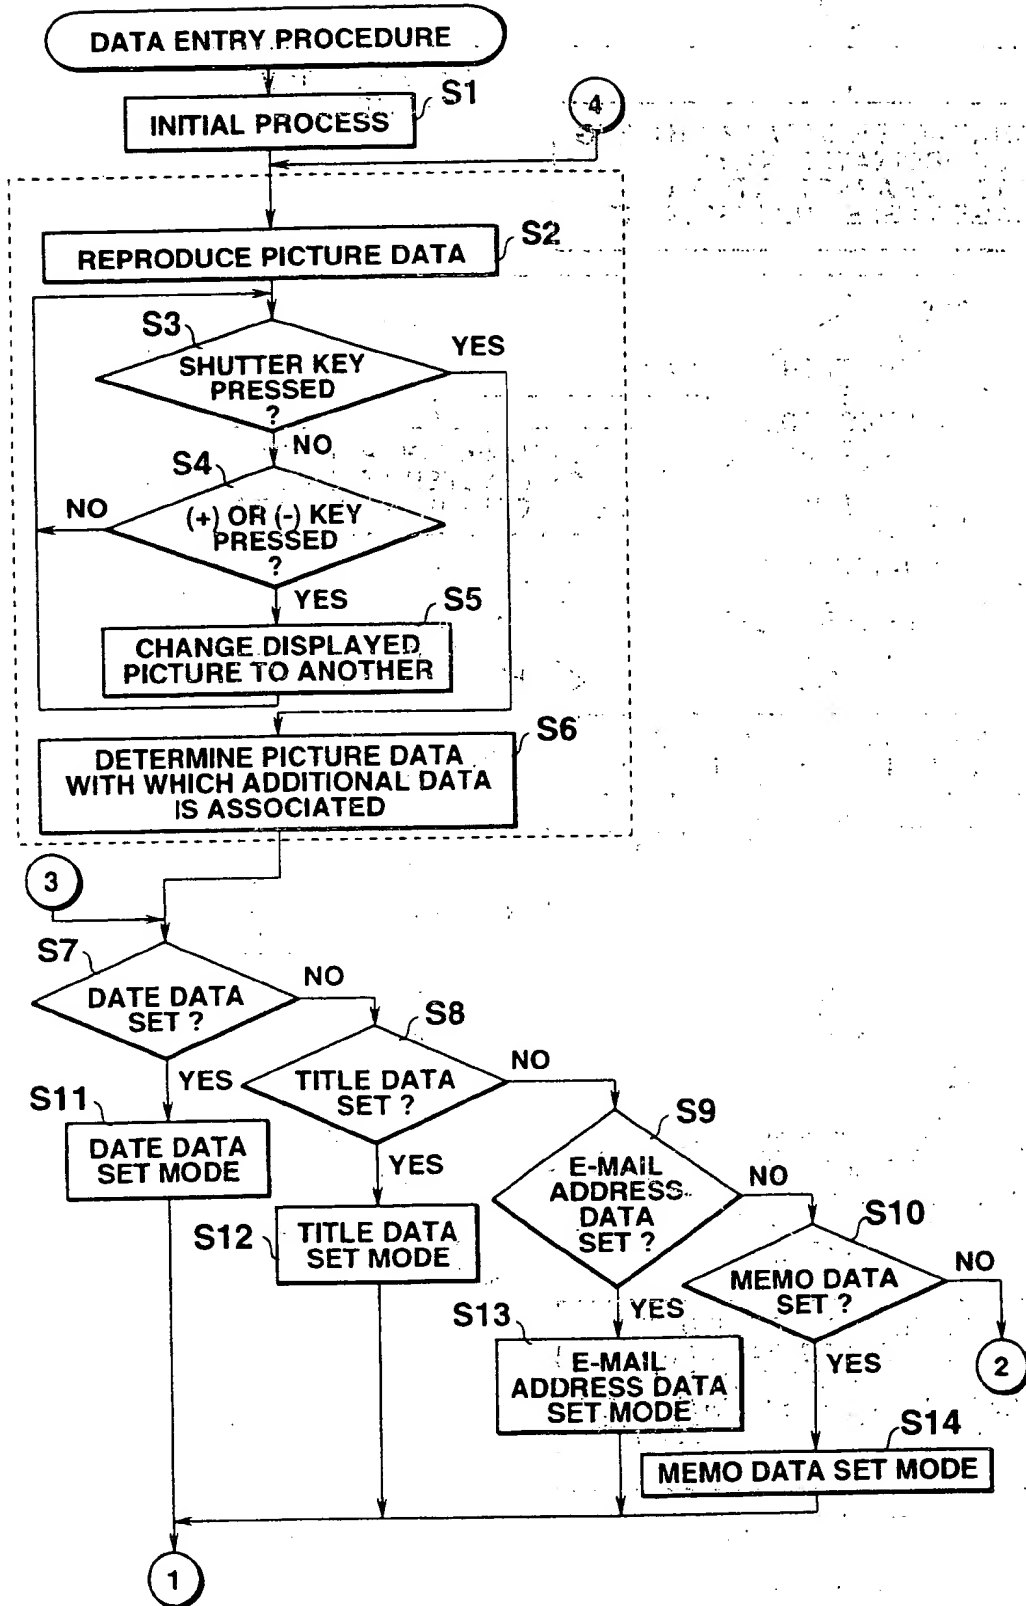 DATA ENTRY PROCEDURE
S1
INITIAL PROCESS
4
S2
REPRODUCE PICTURE DATA
S3
YES
SHUTTER KEY
PRESSED
?
NO
S4
NO
(+) OR (-) KEY
PRESSED
?
YES
S5
CHANGE DISPLAYED
PICTURE TO ANOTHER
S6
DETERMINE PICTURE DATA
WITH WHICH ADDITIONAL DATA
IS ASSOCIATED
3
S7
NO
DATE DATA
SET ?
YES
S8
NO
TITLE DATA
SET ?
YES
S11
DATE DATA
SET MODE
S9
NO
E-MAIL
ADDRESS
DATA
SET ?
YES
S12
TITLE DATA
SET MODE
S10
NO
MEMO DATA
SET ?
YES
2
S13
E-MAIL
ADDRESS DATA
SET MODE
S14
MEMO DATA SET MODE
1